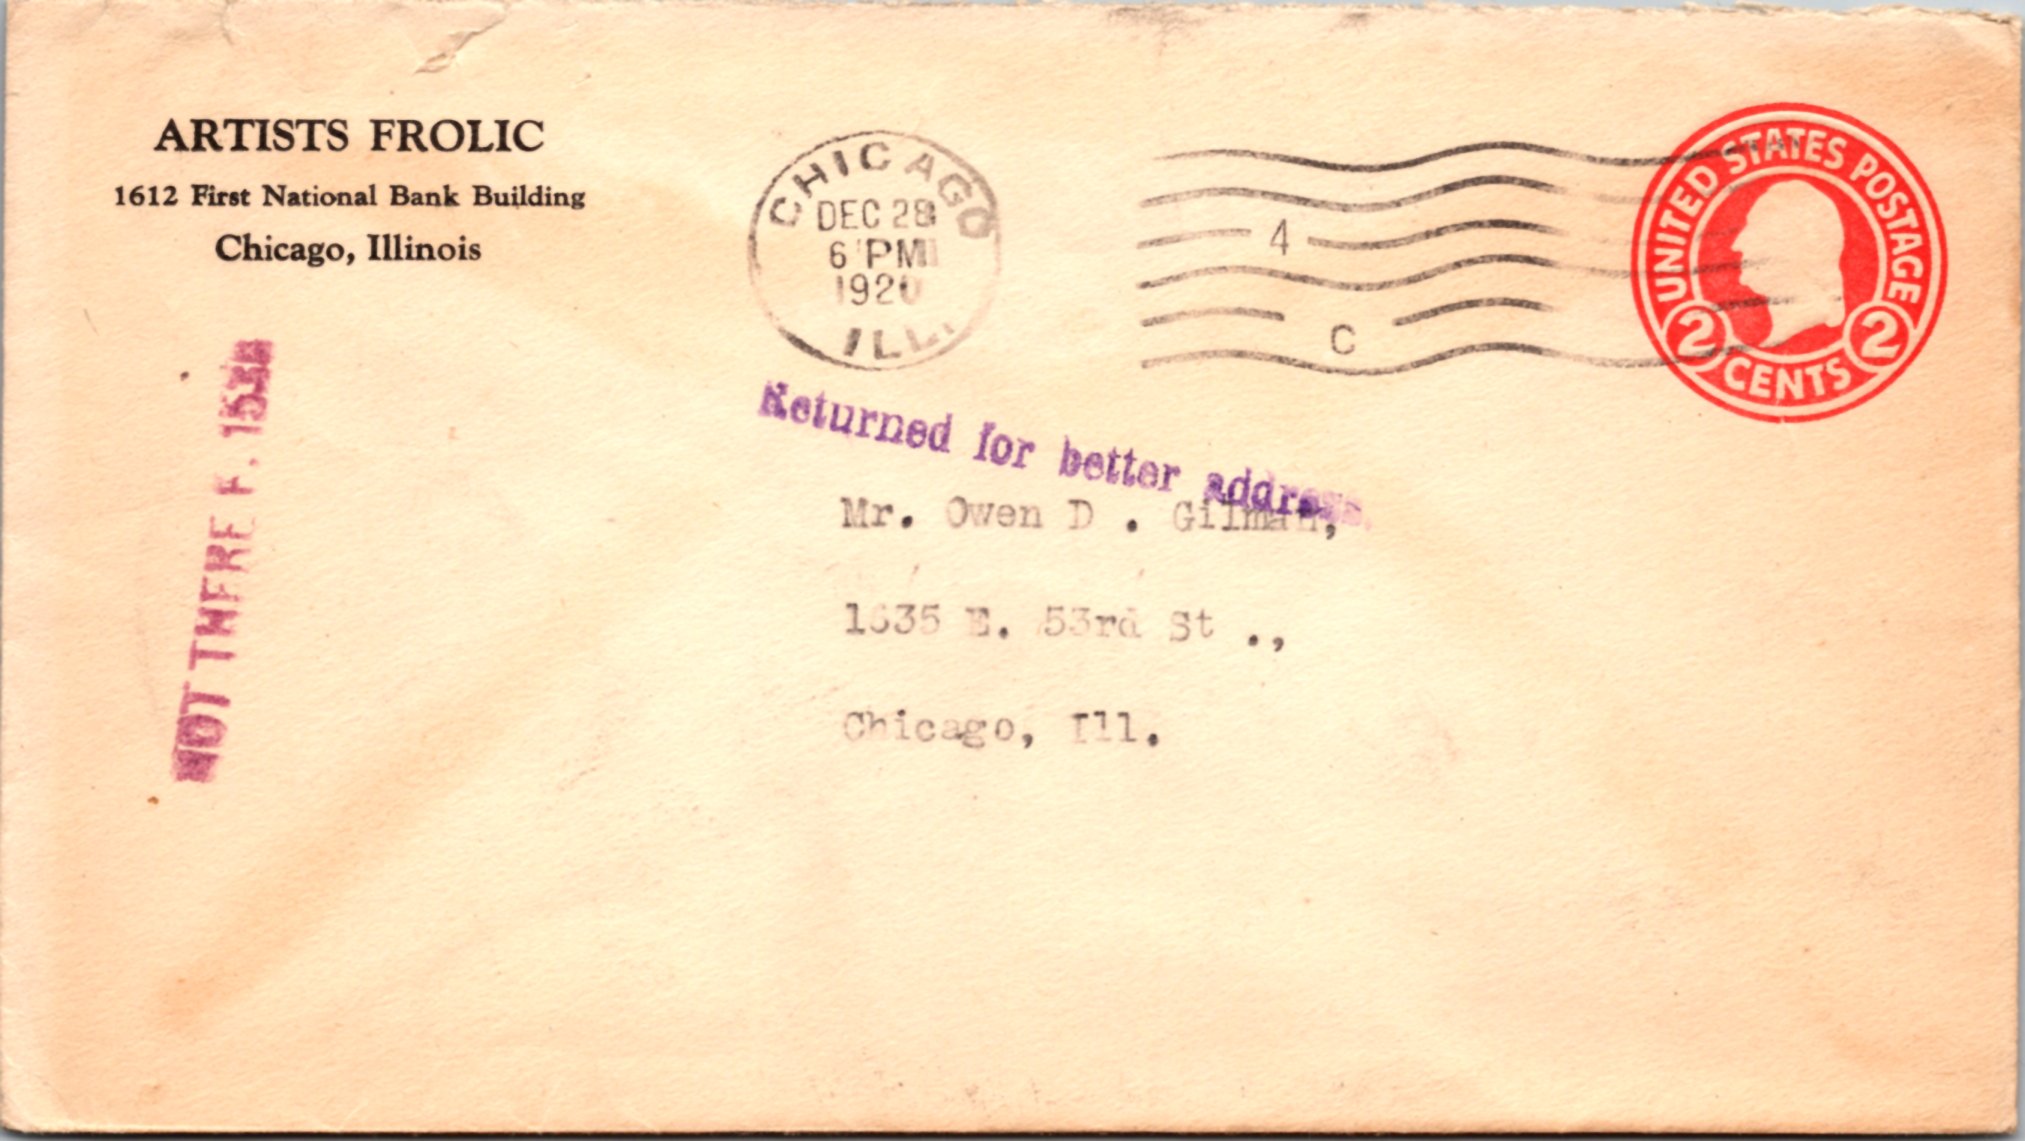 ARTISTS FROLIC
1612 First National Bank Building
Chicago, Illinois
CHICAGO
DEC 28
6 PM
1920
ILL.
4
C
UNITED STATES POSTAGE
2 CENTS 2
Returned for better address.
Mr. Owen D . Gilman,
1635 E. 53rd St .,
Chicago, Ill.
NOT THERE F.